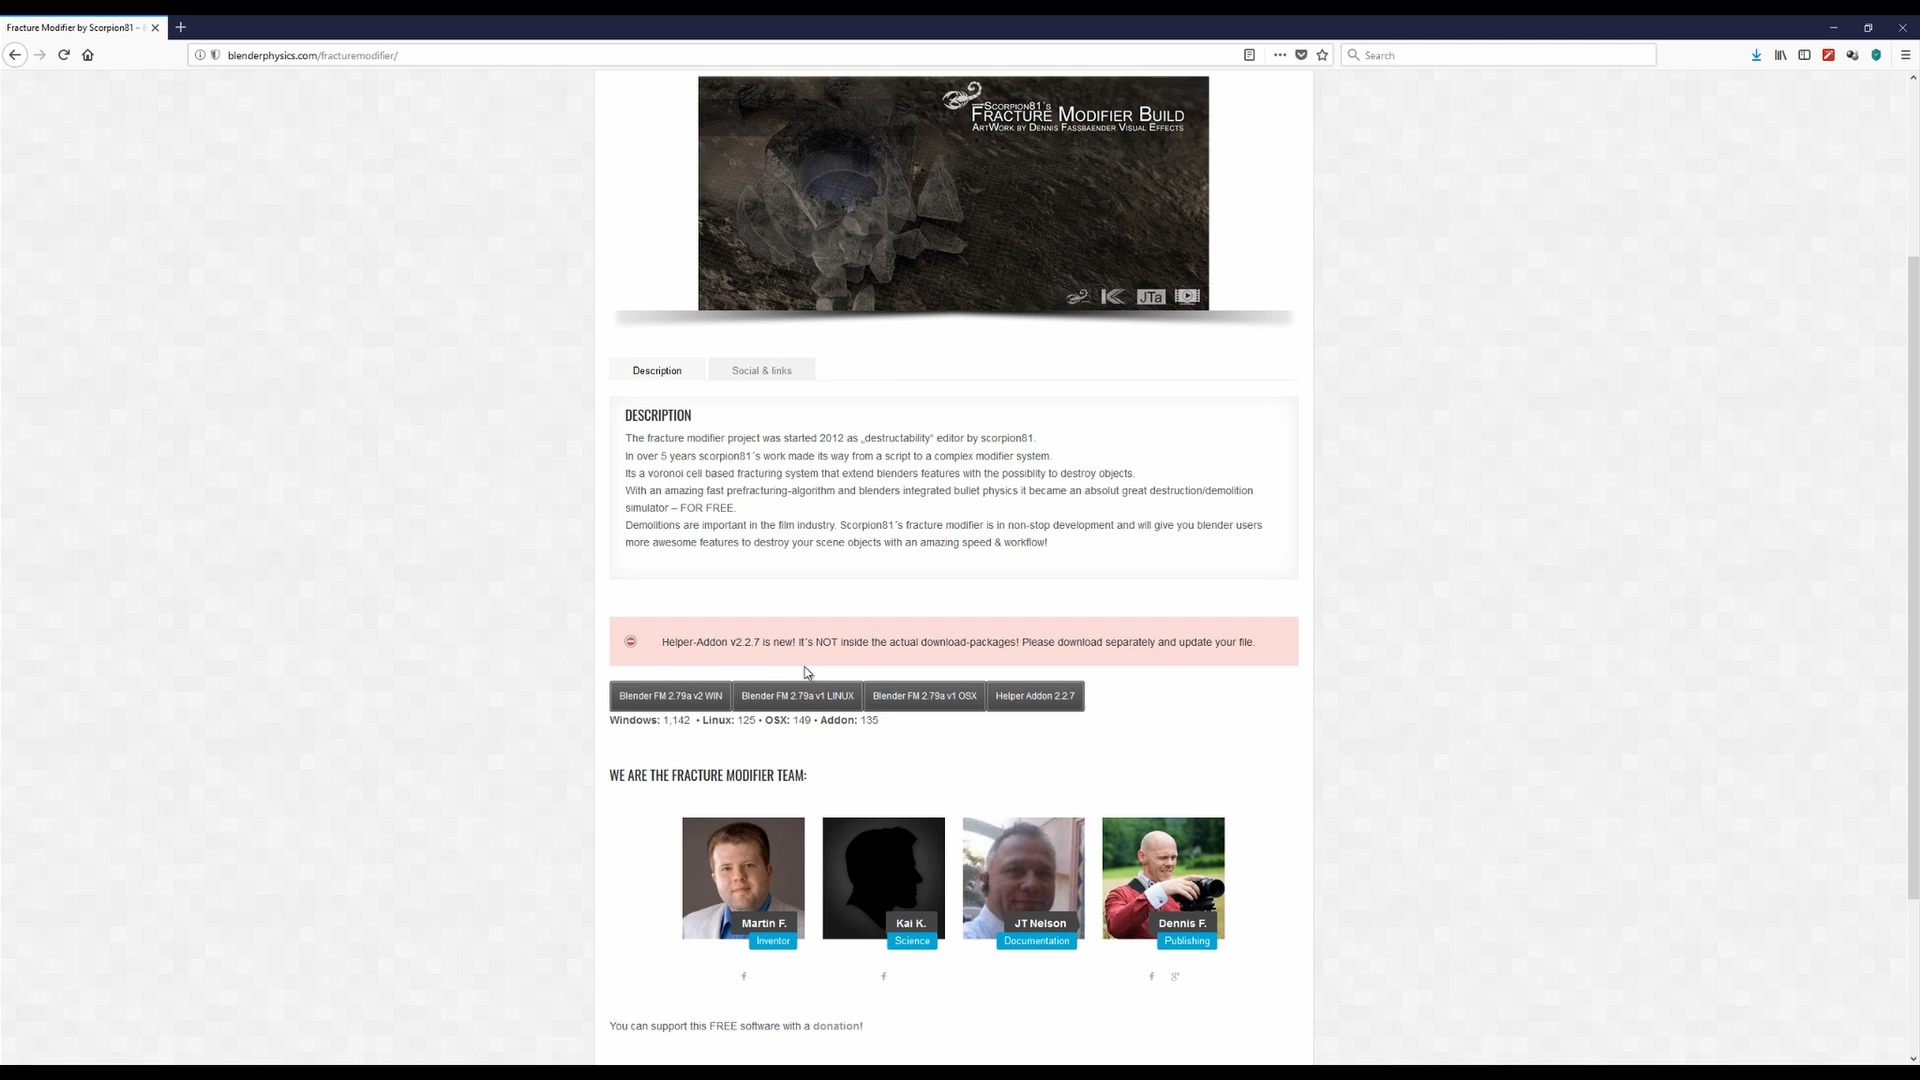 Fracture Modifier by Scorpion81 –
blenderphysics.com/fracturemodifier/
Search
SCORPION81´S
FRACTURE MODIFIER BUILD
ARTWORK BY DENNIS FASSBAENDER VISUAL EFFECTS
JTa
Description
Social & links
DESCRIPTION
The fracture modifier project was started 2012 as „destructability“ editor by scorpion81.
In over 5 years scorpion81´s work made its way from a script to a complex modifier system.
Its a voronoi cell based fracturing system that extend blenders features with the possiblity to destroy objects.
With an amazing fast prefracturing-algorithm and blenders integrated bullet physics it became an absolut great destruction/demolition
simulator – FOR FREE.
Demolitions are important in the film industry. Scorpion81´s fracture modifier is in non-stop development and will give you blender users
more awesome features to destroy your scene objects with an amazing speed & workflow!
Helper-Addon v2.2.7 is new! It´s NOT inside the actual download-packages! Please download separately and update your file.
Blender FM 2.79a v2 WIN
Blender FM 2.79a v1 LINUX
Blender FM 2.79a v1 OSX
Helper Addon 2.2.7
Windows: 1,142 • Linux: 125 • OSX: 149 • Addon: 135
WE ARE THE FRACTURE MODIFIER TEAM:
Martin F.
Inventor
Kai K.
Science
JT Nelson
Documentation
Dennis F.
Publishing
You can support this FREE software with a donation!